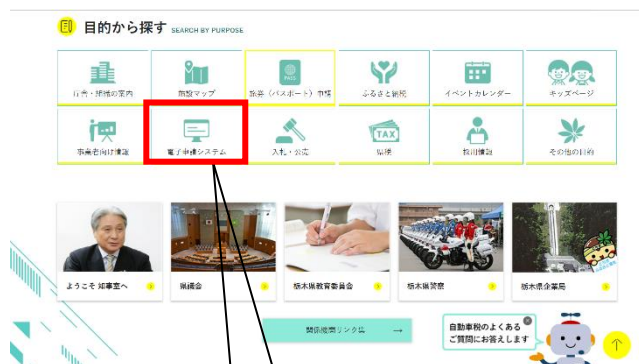 目的から探す SEARCH BY PURPOSE
庁舎・組織の案内
施設マップ
PASS
旅券（パスポート）申請
ふるさと納税
イベントカレンダー
キッズページ
事業者向け情報
電子申請システム
入札・公売
TAX
県税
採用情報
その他の目的
ようこそ 知事室へ
県議会
栃木県教育委員会
栃木県警察
栃木県企業局
関係機関リンク集 →
自動車税のよくある
ご質問にお答えします